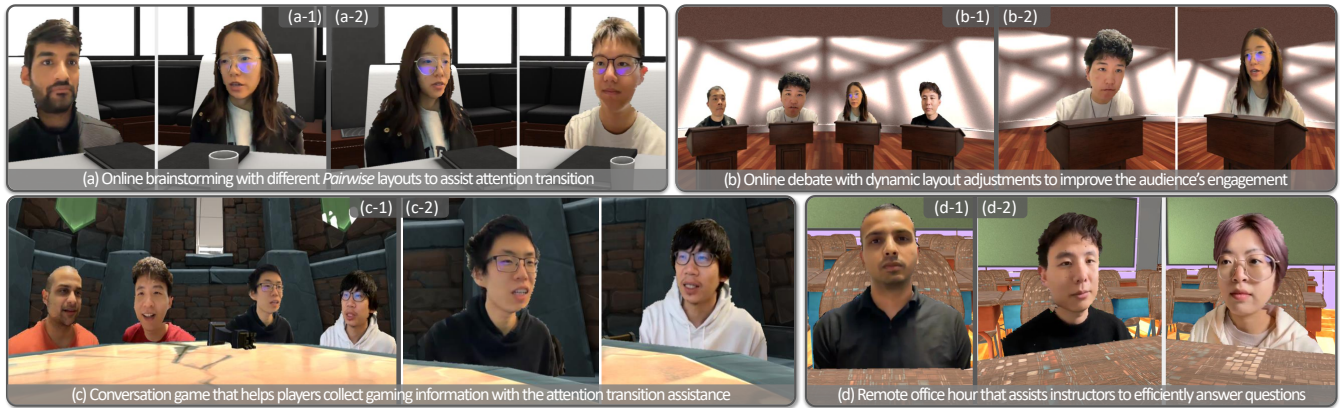 (a-1) (a-2)
(a) Online brainstorming with different Pairwise layouts to assist attention transition
(b-1) (b-2)
(b) Online debate with dynamic layout adjustments to improve the audience's engagement
(c-1) (c-2)
(c) Conversation game that helps players collect gaming information with the attention transition assistance
(d-1) (d-2)
(d) Remote office hour that assists instructors to efficiently answer questions